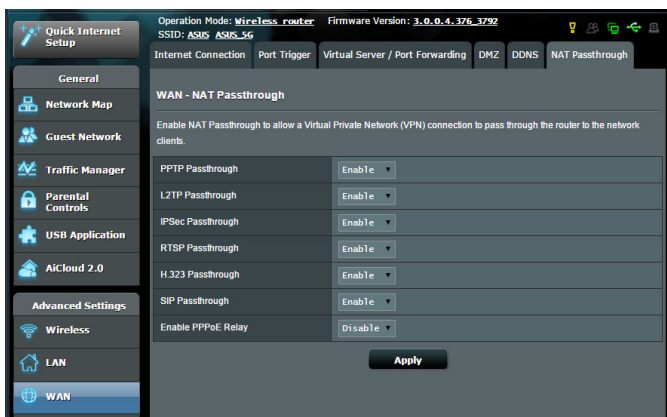 Quick Internet
Setup
Operation Mode: Wireless router Firmware Version: 3.0.0.4.376_3792
SSID: ASUS ASUS_5G
Internet Connection Port Trigger Virtual Server / Port Forwarding DMZ DDNS NAT Passthrough
General
Network Map
Guest Network
Traffic Manager
Parental
Controls
USB Application
AiCloud 2.0
Advanced Settings
Wireless
LAN
WAN
WAN - NAT Passthrough
Enable NAT Passthrough to allow a Virtual Private Network (VPN) connection to pass through the router to the network
clients.
PPTP Passthrough Enable
L2TP Passthrough Enable
IPSec Passthrough Enable
RTSP Passthrough Enable
H.323 Passthrough Enable
SIP Passthrough Enable
Enable PPPoE Relay Disable
Apply